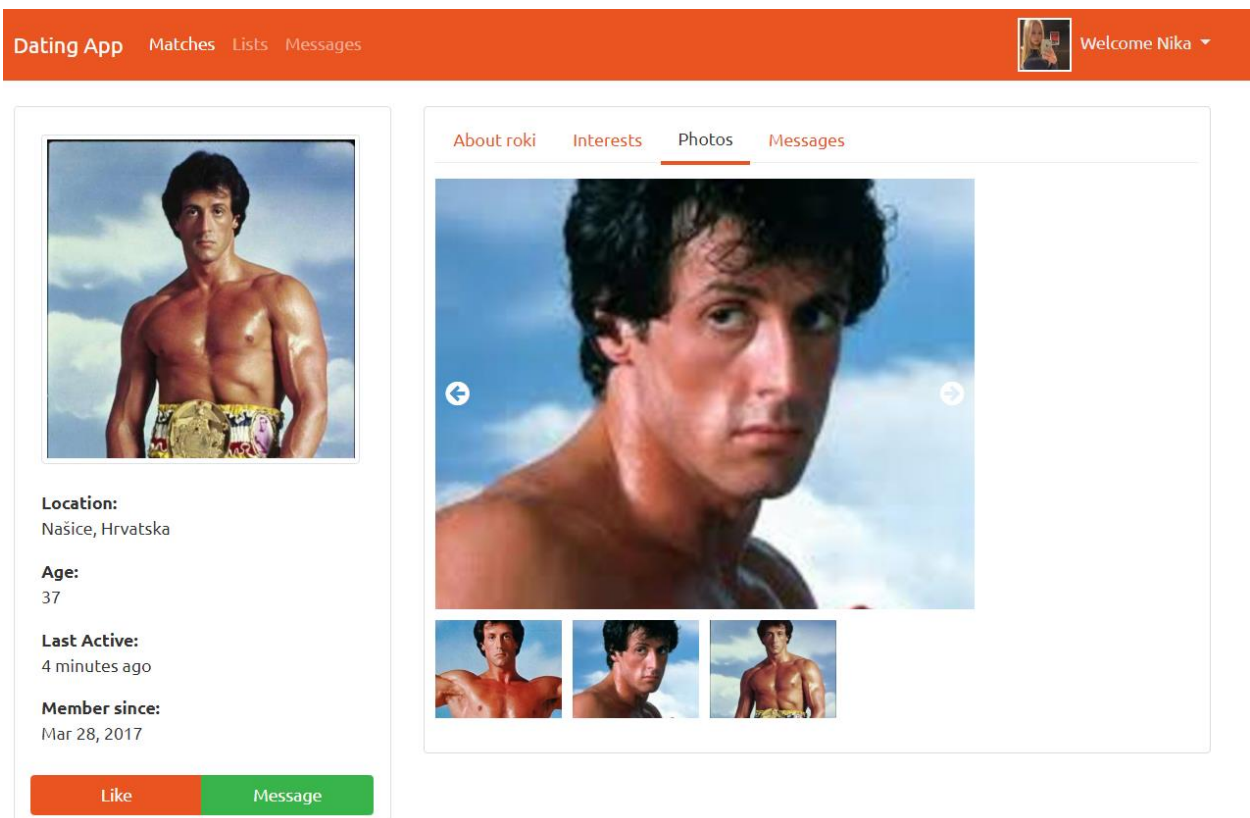 Dating App Matches Lists Messages Welcome Nika
About roki Interests Photos Messages
Location:
Našice, Hrvatska
Age:
37
Last Active:
4 minutes ago
Member since:
Mar 28, 2017
Like Message